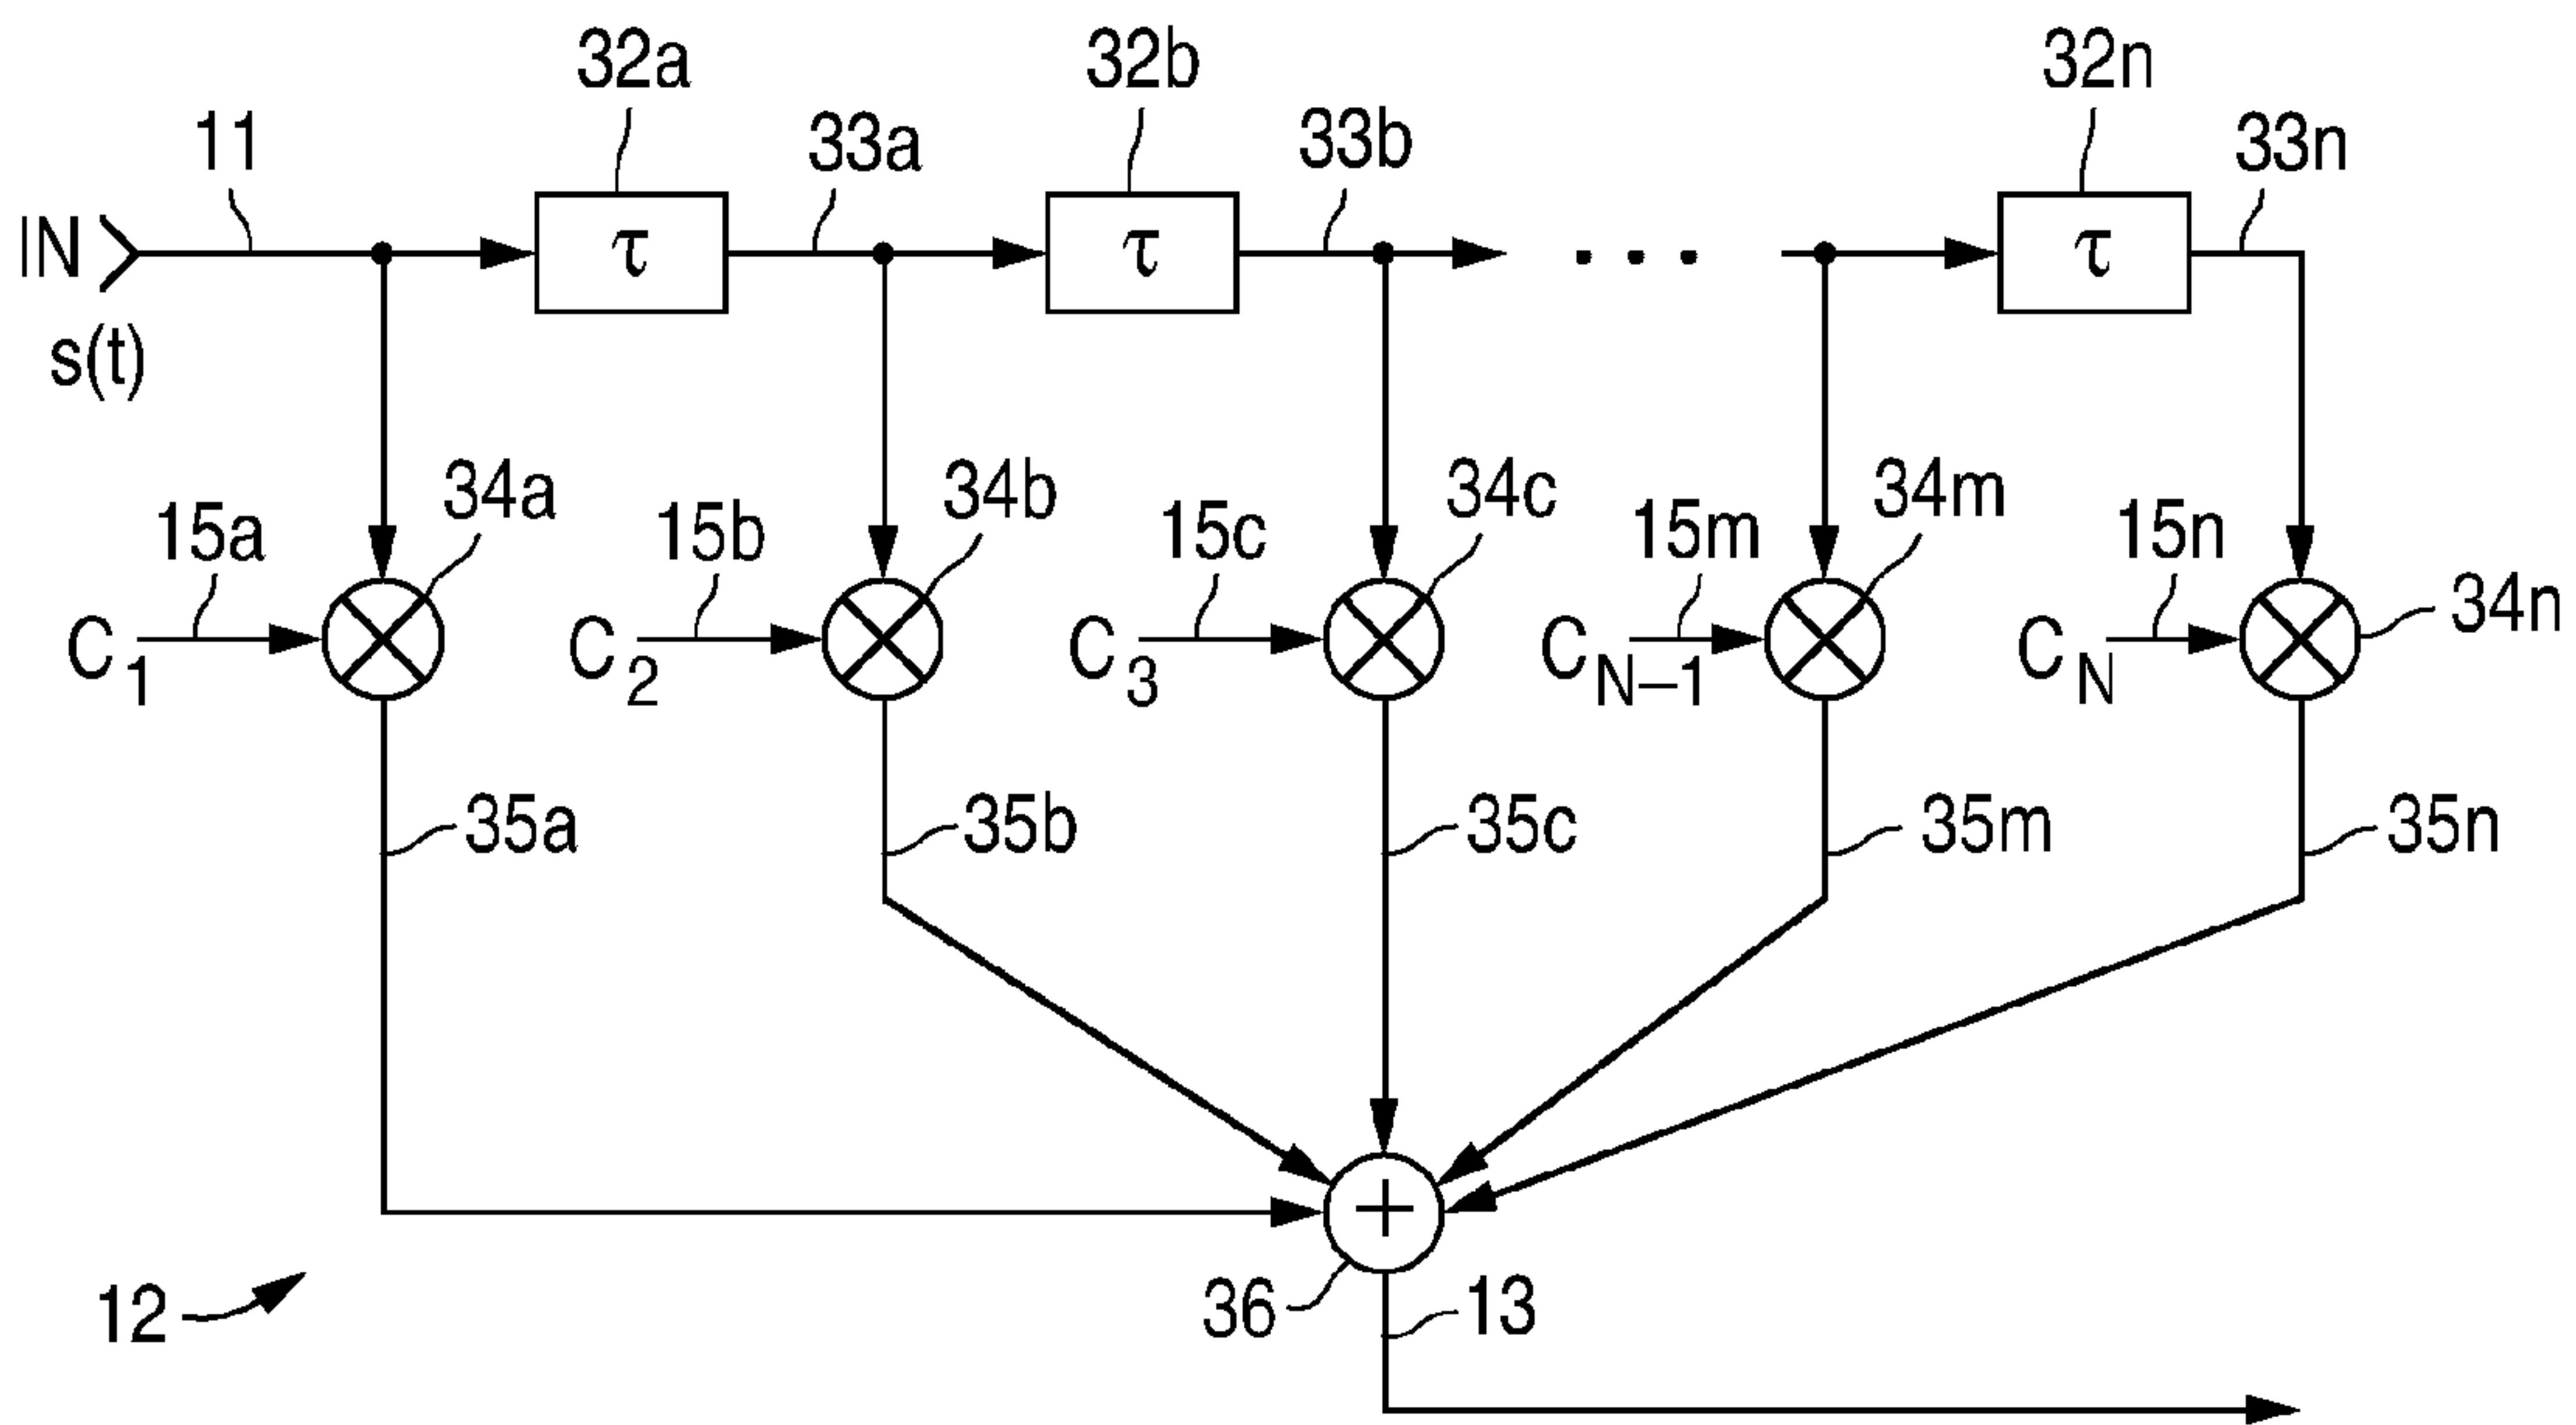 32a 32b 32n
11 33a 33b 33n
IN τ τ . . . τ
s(t)
15a 34a 15b 34b 15c 34c 15m 34m 15n 34n
C1 C2 C3 CN–1 CN
35a 35b 35c 35m 35n
+
12 36 13